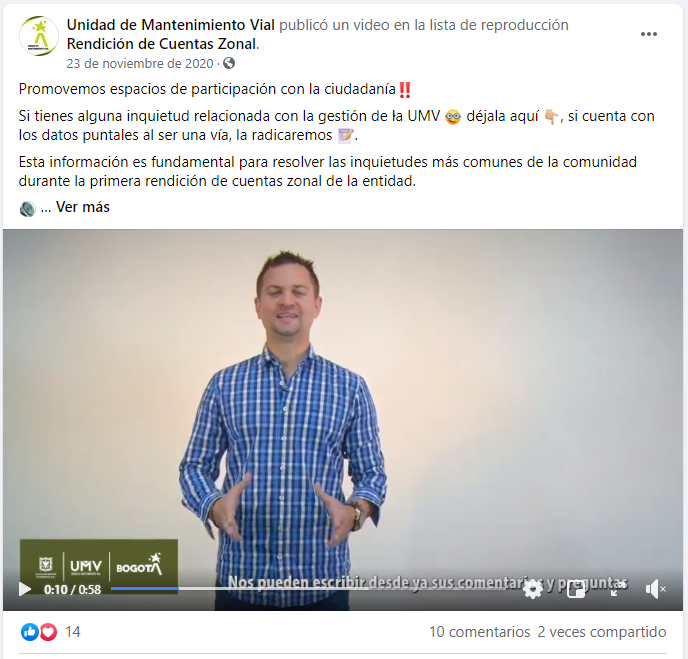 Unidad de Mantenimiento Vial publicó un video en la lista de reproducción
Rendición de Cuentas Zonal.
23 de noviembre de 2020 ·
Promovemos espacios de participación con la ciudadanía‼️
Si tienes alguna inquietud relacionada con la gestión de la UMV 🤓 déjala aquí 👇🏼, si cuenta con
los datos puntales al ser una vía, la radicaremos 📝.
Esta información es fundamental para resolver las inquietudes más comunes de la comunidad
durante la primera rendición de cuentas zonal de la entidad.
... Ver más
UMV
BOGOTÁ
Nos pueden escribir desde ya sus comentarios y preguntas
0:10 / 0:58
14
10 comentarios 2 veces compartido